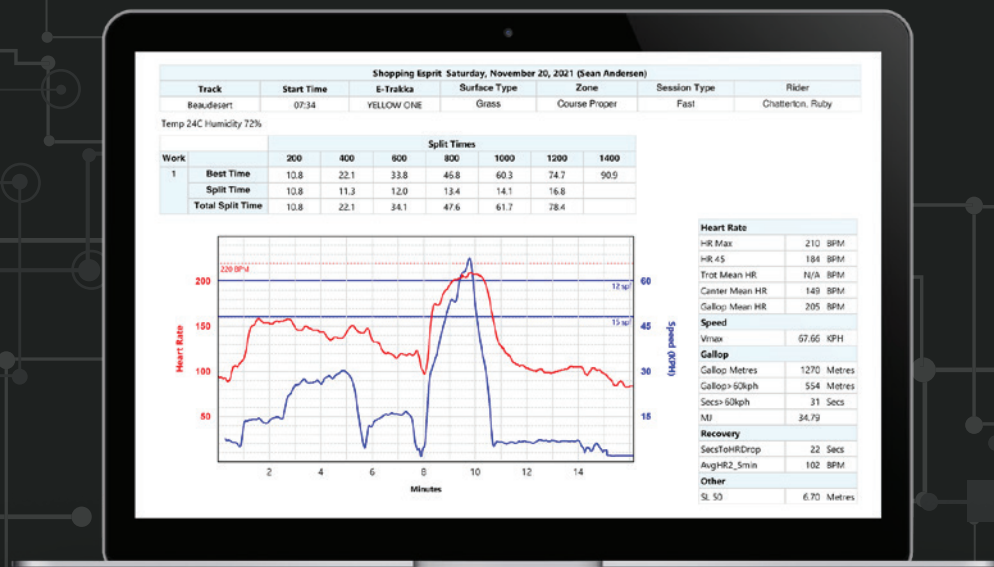 Shopping Esprit Saturday, November 20, 2021 (Sean Andersen)
Track Start Time E-Trakka Surface Type Zone Session Type Rider
Beaudesert 07:34 YELLOW ONE Grass Course Proper Fast Chatterton, Ruby
Temp 24C Humidity 72%
Split Times
Work 200 400 600 800 1000 1200 1400
1 Best Time 10.8 22.1 33.8 46.8 60.3 74.7 90.9
Split Time 10.8 11.3 12.0 13.4 14.1 16.8
Total Split Time 10.8 22.1 34.1 47.6 61.7 78.4
220 BPM
200
150
100
50
Heart Rate
12 spf
15 spf
60
45
30
15
Speed (KPH)
2 4 6 8 10 12 14
Minutes
Heart Rate
HR Max 210 BPM
HR 45 184 BPM
Trot Mean HR N/A BPM
Canter Mean HR 149 BPM
Gallop Mean HR 205 BPM
Speed
Vmax 67.66 KPH
Gallop
Gallop Metres 1270 Metres
Gallop>60kph 554 Metres
Secs>60kph 31 Secs
MJ 34.79
Recovery
SecsToHRDrop 22 Secs
AvgHR2_5min 102 BPM
Other
SL 50 6.70 Metres